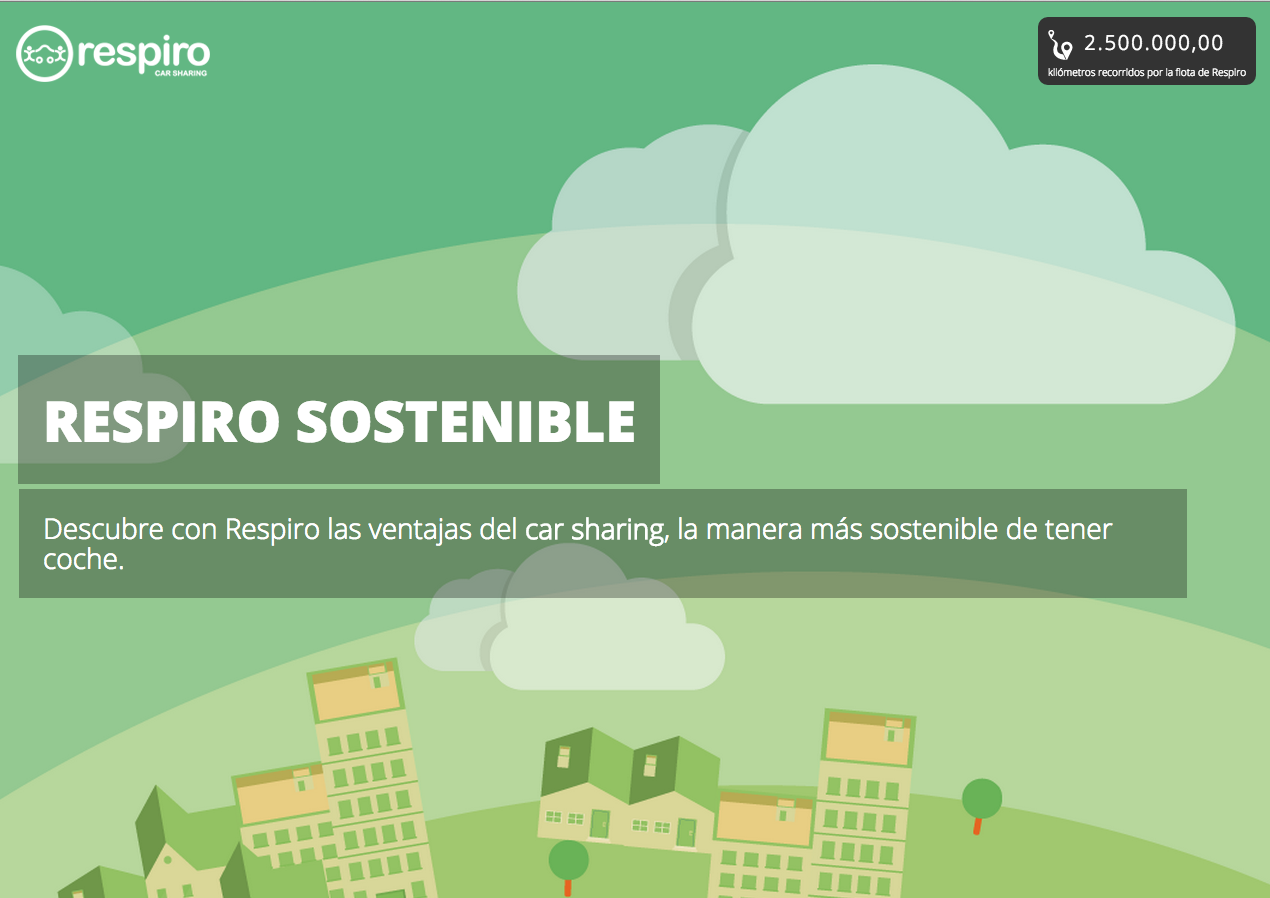 respiro
CAR SHARING
2.500.000,00
kilómetros recorridos por la flota de Respiro
RESPIRO SOSTENIBLE
Descubre con Respiro las ventajas del car sharing, la manera más sostenible de tener
coche.